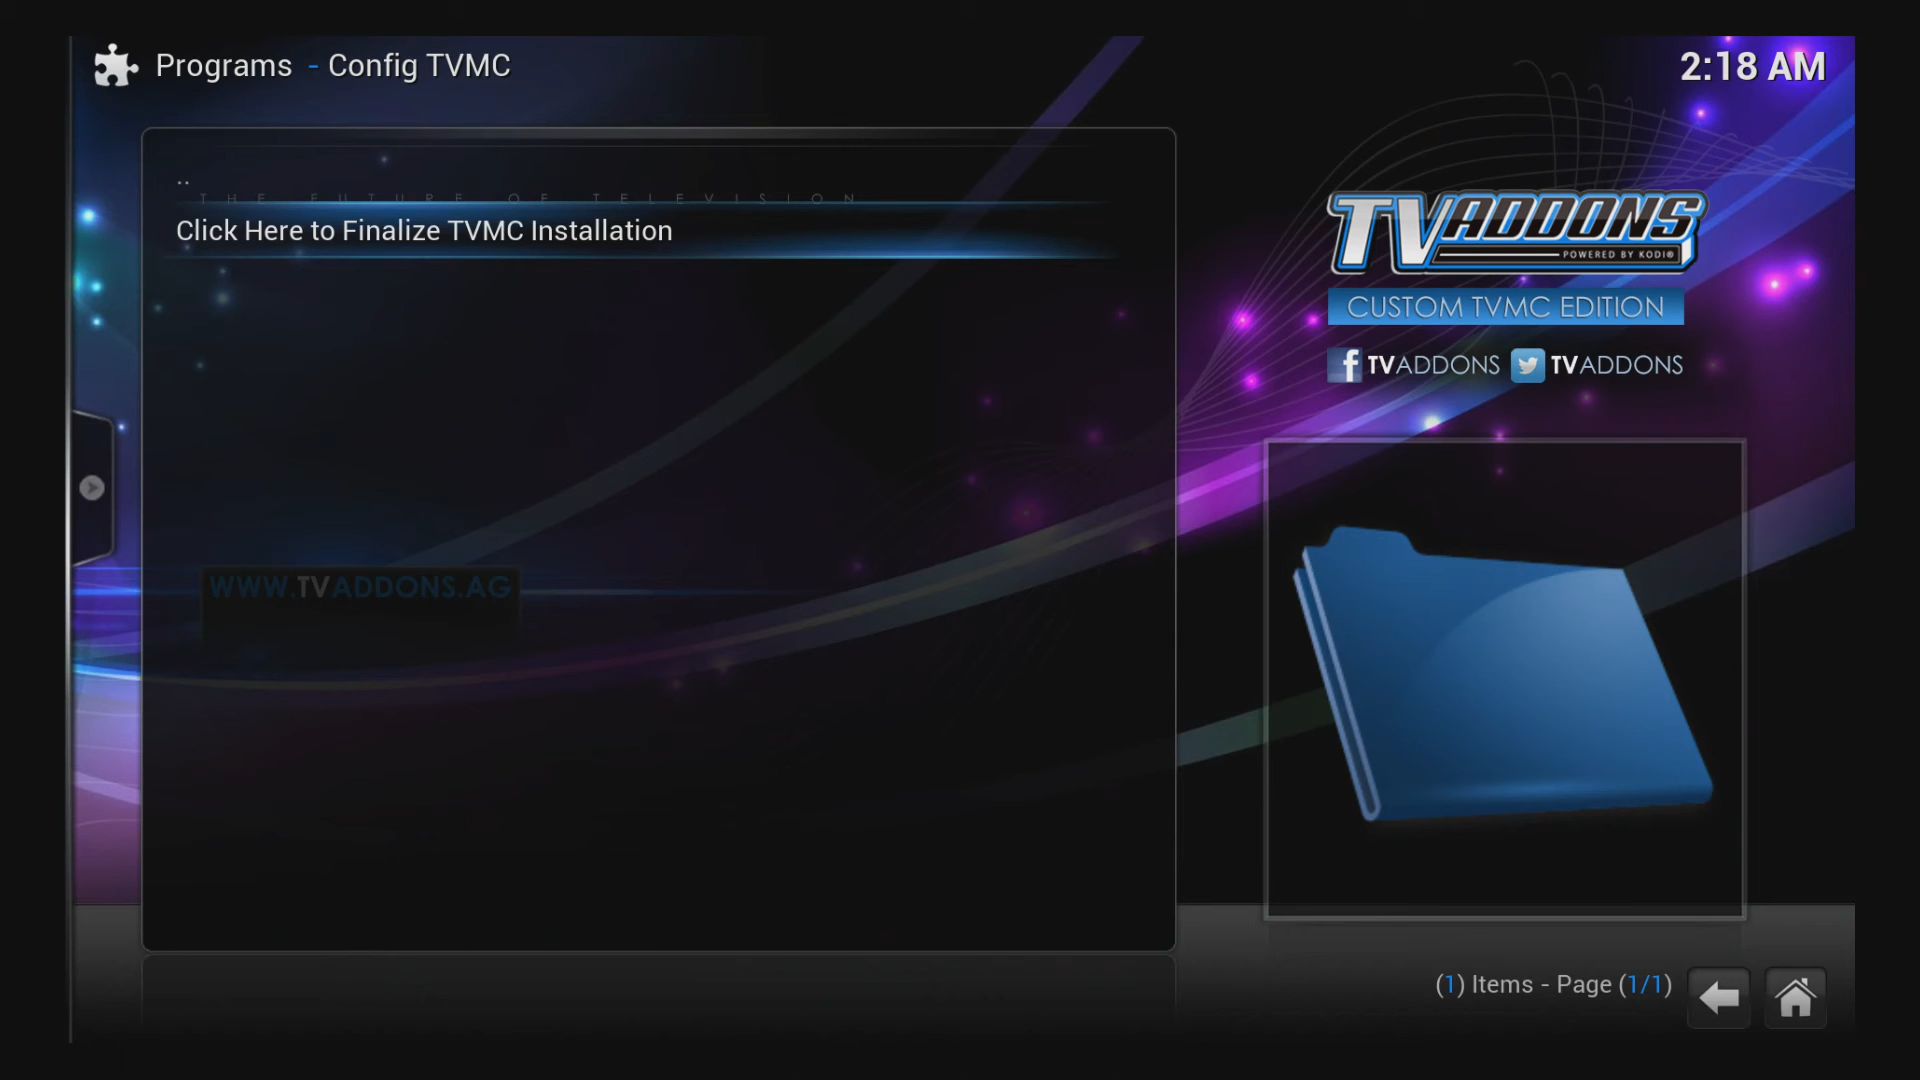 Programs - Config TVMC
2:18 AM
..
THE FUTURE OF TELEVISION
Click Here to Finalize TVMC Installation
TVADDONS
POWERED BY KODI®
CUSTOM TVMC EDITION
f TVADDONS TVADDONS
WWW.TVADDONS.AG
(1) Items - Page (1/1)